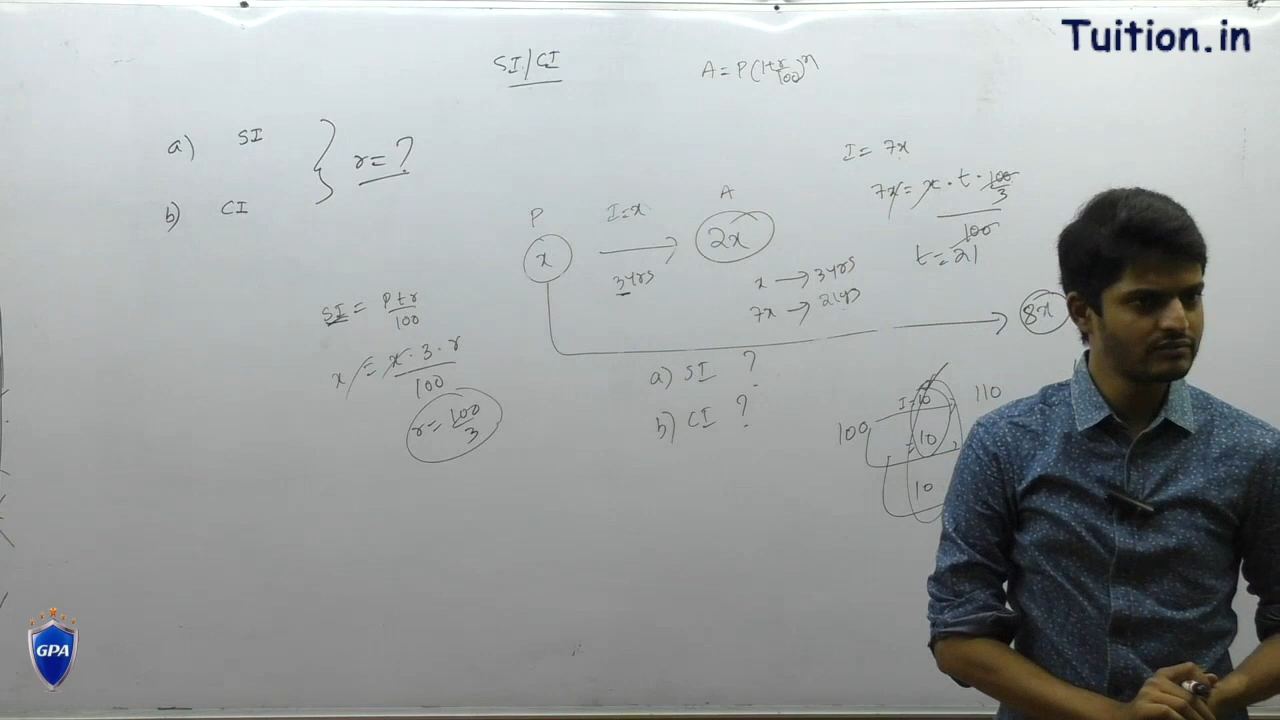 Tuition.in
SI/CI
A = P(1+r/100)^n
a) SI
b) CI
r = ?
I = 7x
7x = x · t · 100/3
100
t = 21
P
x
I=x
3yrs
A
2x
x → 3yrs
7x → 21yrs
8x
SI = Ptr/100
x = x · 3 · r
100
r = 100/3
a) SI ?
b) CI ?
100
I=10
110
= 10
10
GPA